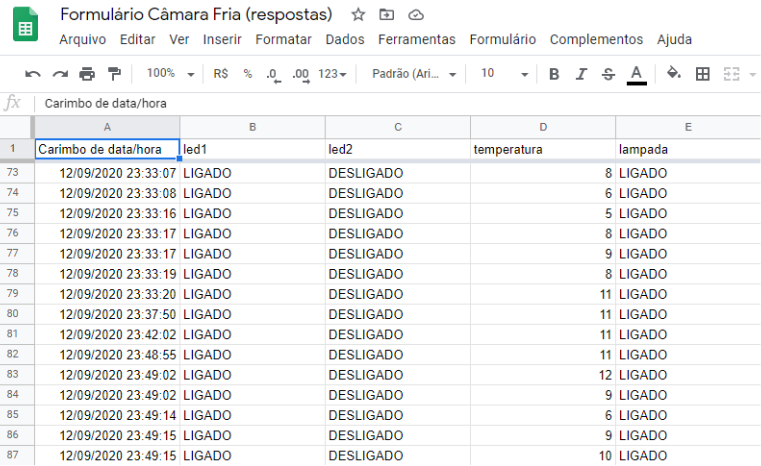 Formulário Câmara Fria (respostas)
Arquivo Editar Ver Inserir Formatar Dados Ferramentas Formulário Complementos Ajuda
100% R$ % .0 .00 123 Padrão (Ari... 10 B I S A
fx Carimbo de data/hora
A B C D E
1 Carimbo de data/hora led1 led2 temperatura lampada
73 12/09/2020 23:33:07 LIGADO DESLIGADO 8 LIGADO
74 12/09/2020 23:33:08 LIGADO DESLIGADO 6 LIGADO
75 12/09/2020 23:33:16 LIGADO DESLIGADO 5 LIGADO
76 12/09/2020 23:33:17 LIGADO DESLIGADO 8 LIGADO
77 12/09/2020 23:33:17 LIGADO DESLIGADO 9 LIGADO
78 12/09/2020 23:33:19 LIGADO DESLIGADO 8 LIGADO
79 12/09/2020 23:33:20 LIGADO DESLIGADO 11 LIGADO
80 12/09/2020 23:37:50 LIGADO DESLIGADO 11 LIGADO
81 12/09/2020 23:42:02 LIGADO DESLIGADO 11 LIGADO
82 12/09/2020 23:48:55 LIGADO DESLIGADO 11 LIGADO
83 12/09/2020 23:49:02 LIGADO DESLIGADO 12 LIGADO
84 12/09/2020 23:49:02 LIGADO DESLIGADO 9 LIGADO
85 12/09/2020 23:49:14 LIGADO DESLIGADO 6 LIGADO
86 12/09/2020 23:49:15 LIGADO DESLIGADO 9 LIGADO
87 12/09/2020 23:49:15 LIGADO DESLIGADO 10 LIGADO